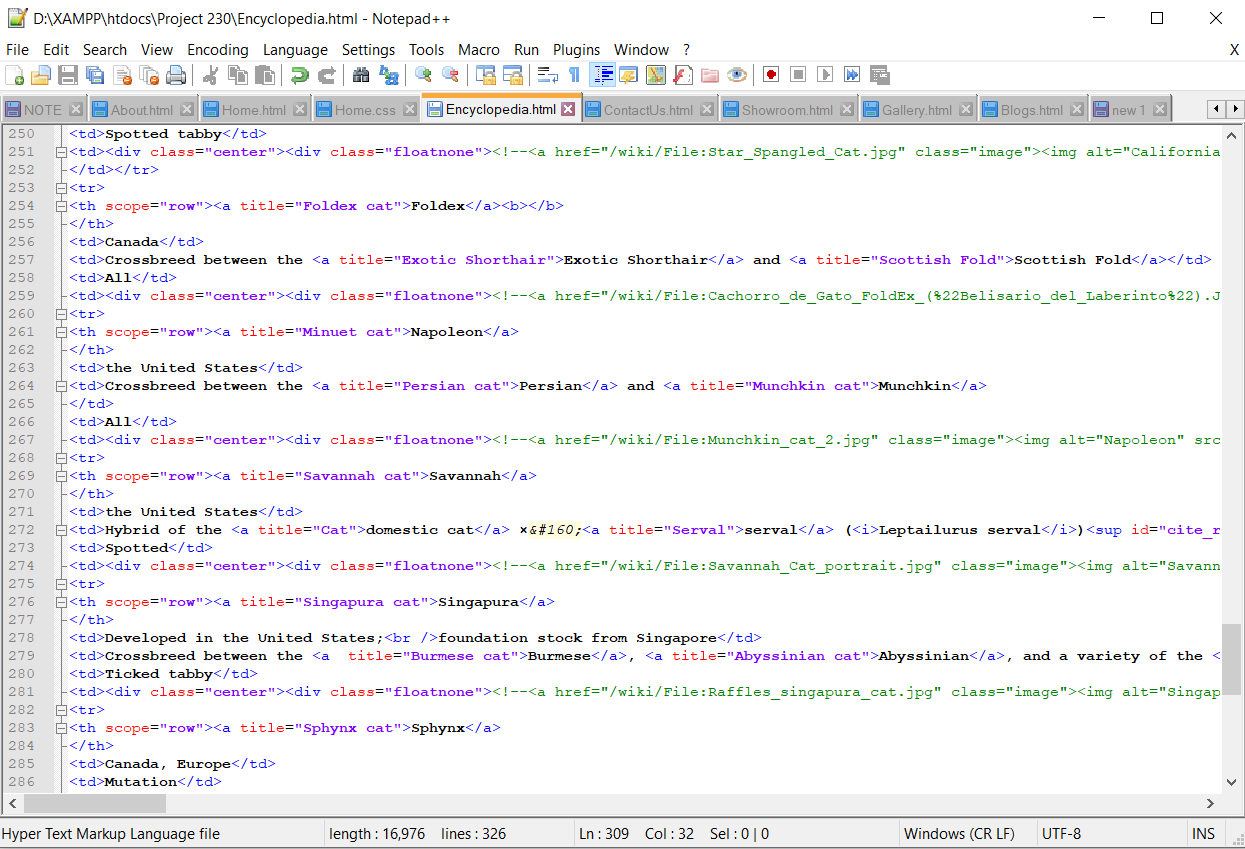 D:\XAMPP\htdocs\Project 230\Encyclopedia.html - Notepad++
File Edit Search View Encoding Language Settings Tools Macro Run Plugins Window ? X
NOTE About.html Home.html Home.css Encyclopedia.html ContactUs.html Showroom.html Gallery.html Blogs.html new 1
250 <td>Spotted tabby</td>
251 <td><div class="center"><div class="floatnone"><!--<a href="/wiki/File:Star_Spangled_Cat.jpg" class="image"><img alt="California
252 </td></tr>
253 <tr>
254 <th scope="row"><a title="Foldex cat">Foldex</a><b></b>
255 </th>
256 <td>Canada</td>
257 <td>Crossbreed between the <a title="Exotic Shorthair">Exotic Shorthair</a> and <a title="Scottish Fold">Scottish Fold</a></td>
258 <td>All</td>
259 <td><div class="center"><div class="floatnone"><!--<a href="/wiki/File:Cachorro_de_Gato_FoldEx_(%22Belisario_del_Laberinto%22).J
260 <tr>
261 <th scope="row"><a title="Minuet cat">Napoleon</a>
262 </th>
263 <td>the United States</td>
264 <td>Crossbreed between the <a title="Persian cat">Persian</a> and <a title="Munchkin cat">Munchkin</a>
265 </td>
266 <td>All</td>
267 <td><div class="center"><div class="floatnone"><!--<a href="/wiki/File:Munchkin_cat_2.jpg" class="image"><img alt="Napoleon" src
268 <tr>
269 <th scope="row"><a title="Savannah cat">Savannah</a>
270 </th>
271 <td>the United States</td>
272 <td>Hybrid of the <a title="Cat">domestic cat</a> ×&#160;<a title="Serval">serval</a> (<i>Leptailurus serval</i>)<sup id="cite_r
273 <td>Spotted</td>
274 <td><div class="center"><div class="floatnone"><!--<a href="/wiki/File:Savannah_Cat_portrait.jpg" class="image"><img alt="Savann
275 <tr>
276 <th scope="row"><a title="Singapura cat">Singapura</a>
277 </th>
278 <td>Developed in the United States;<br />foundation stock from Singapore</td>
279 <td>Crossbreed between the <a  title="Burmese cat">Burmese</a>, <a title="Abyssinian cat">Abyssinian</a>, and a variety of the <
280 <td>Ticked tabby</td>
281 <td><div class="center"><div class="floatnone"><!--<a href="/wiki/File:Raffles_singapura_cat.jpg" class="image"><img alt="Singap
282 <tr>
283 <th scope="row"><a title="Sphynx cat">Sphynx</a>
284 </th>
285 <td>Canada, Europe</td>
286 <td>Mutation</td>
Hyper Text Markup Language file length : 16,976 lines : 326 Ln : 309 Col : 32 Sel : 0 | 0 Windows (CR LF) UTF-8 INS